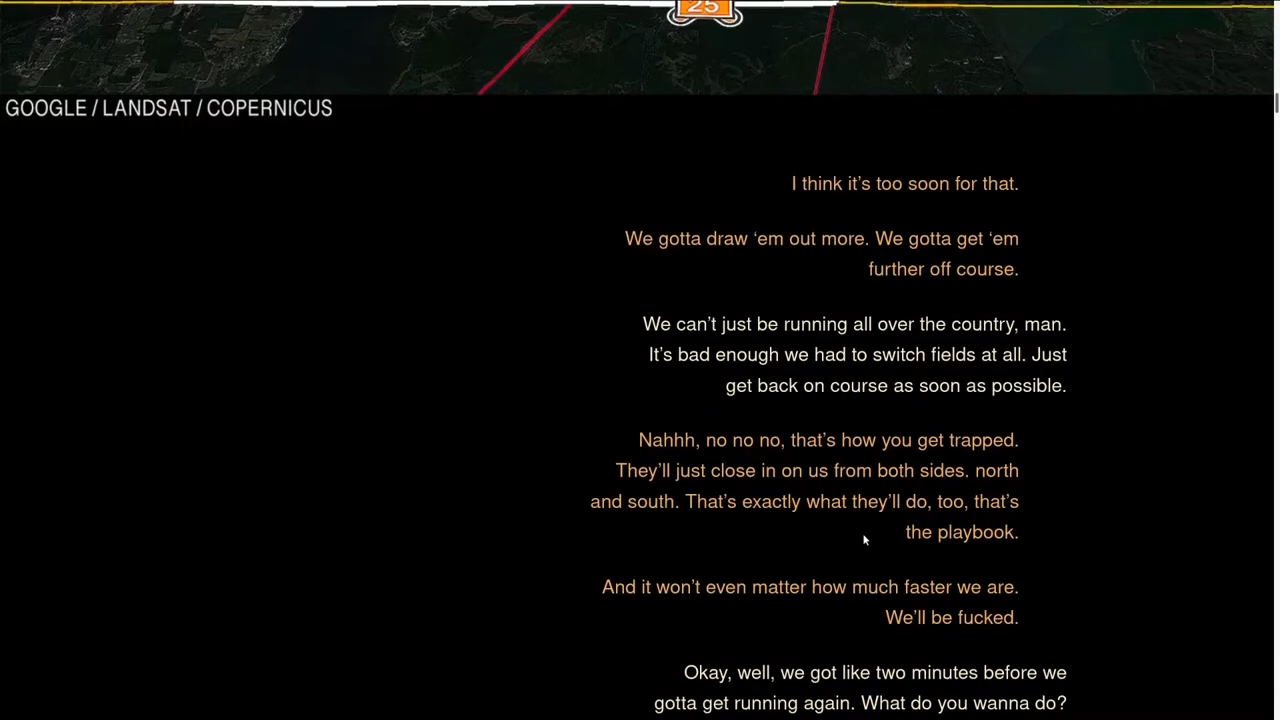 25
GOOGLE / LANDSAT / COPERNICUS
I think it’s too soon for that.
We gotta draw ‘em out more. We gotta get ‘em
further off course.
We can’t just be running all over the country, man.
It’s bad enough we had to switch fields at all. Just
get back on course as soon as possible.
Nahhh, no no no, that’s how you get trapped.
They’ll just close in on us from both sides. north
and south. That’s exactly what they’ll do, too, that’s
the playbook.
And it won’t even matter how much faster we are.
We’ll be fucked.
Okay, well, we got like two minutes before we
gotta get running again. What do you wanna do?